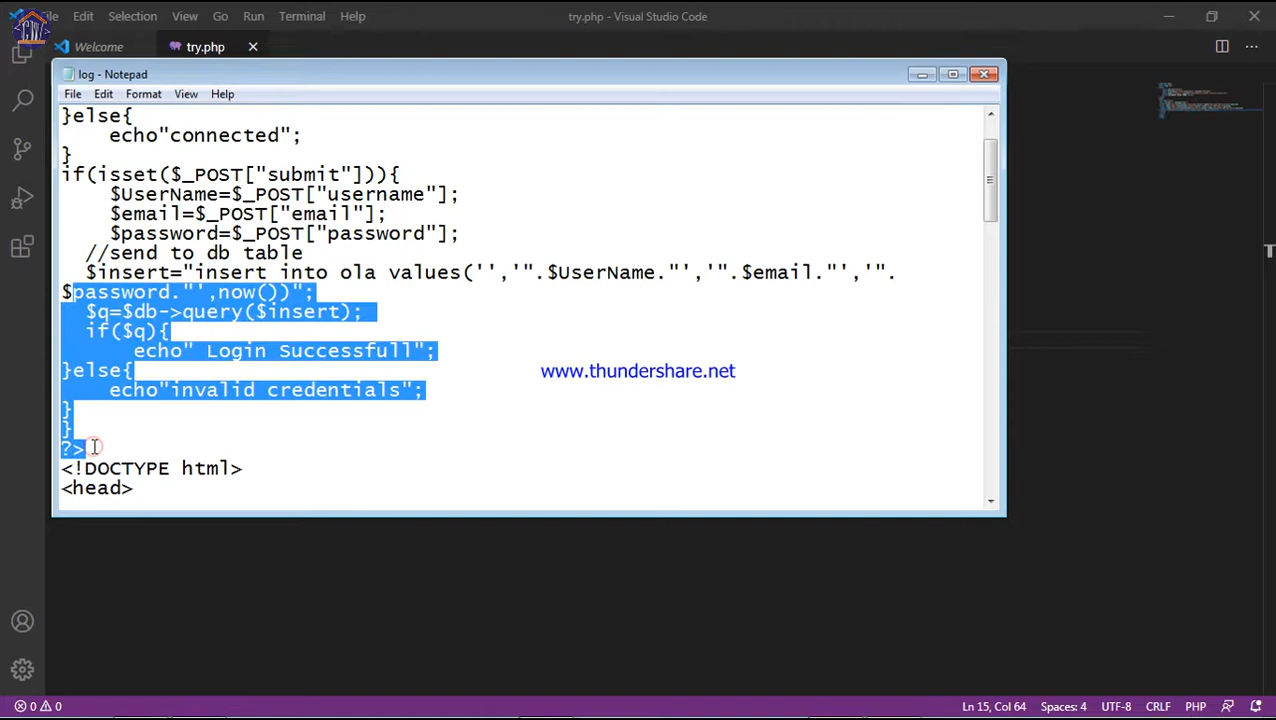 File Edit Selection View Go Run Terminal Help try.php - Visual Studio Code
Welcome try.php
log - Notepad
File Edit Format View Help
}else{
echo"connected";
}
if(isset($_POST["submit"])){
$UserName=$_POST["username"];
$email=$_POST["email"];
$password=$_POST["password"];
//send to db table
$insert="insert into ola values('','".$UserName."','".$email."','".
$password."',now())";
$q=$db->query($insert);
if($q){
echo" Login Successfull";
}else{
echo"invalid credentials";
}
}
?>
<!DOCTYPE html>
<head>
www.thundershare.net
0 0 Ln 15, Col 64 Spaces: 4 UTF-8 CRLF PHP